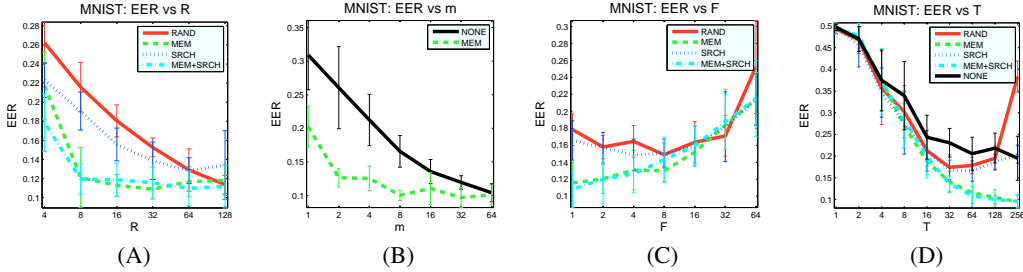 MNIST: EER vs R
EER
0.28
0.26
0.24
0.22
0.2
0.18
0.16
0.14
0.12
0.1
RAND
MEM
SRCH
MEM+SRCH
4 8 16 32 64 128
R
(A)
MNIST: EER vs m
EER
0.35
0.3
0.25
0.2
0.15
0.1
NONE
MEM
1 2 4 8 16 32 64
m
(B)
MNIST: EER vs F
EER
0.3
0.28
0.26
0.24
0.22
0.2
0.18
0.16
0.14
0.12
0.1
RAND
MEM
SRCH
MEM+SRCH
1 2 4 8 16 32 64
F
(C)
MNIST: EER vs T
EER
0.5
0.45
0.4
0.35
0.3
0.25
0.2
0.15
0.1
RAND
MEM
SRCH
MEM+SRCH
NONE
1 2 4 8 16 32 64 128 256
T
(D)